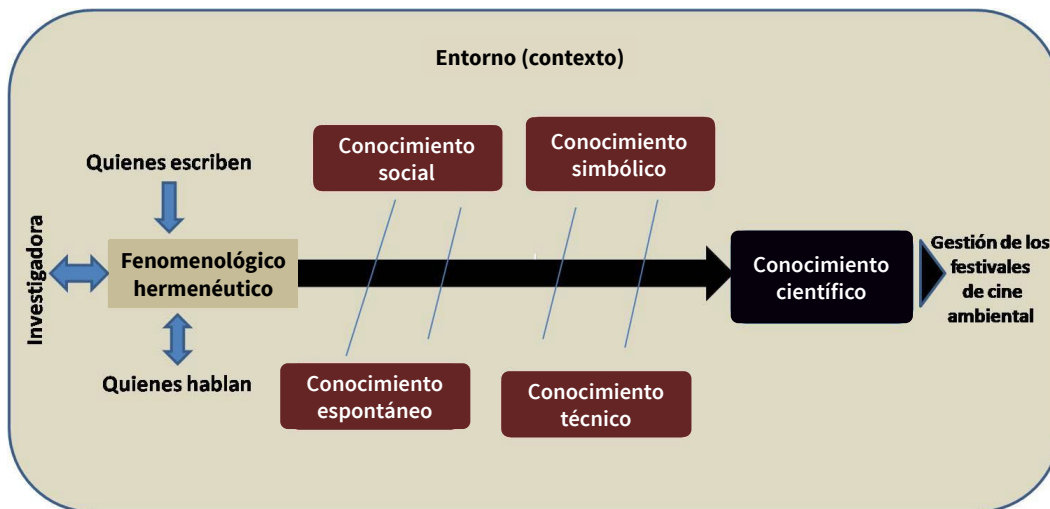 Entorno (contexto)
Conocimiento
social
Conocimiento
simbólico
Quienes escriben
Investigadora
Fenomenológico
hermenéutico
Conocimiento
científico
Gestión de los
festivales
de cine
ambiental
Quienes hablan
Conocimiento
espontáneo
Conocimiento
técnico